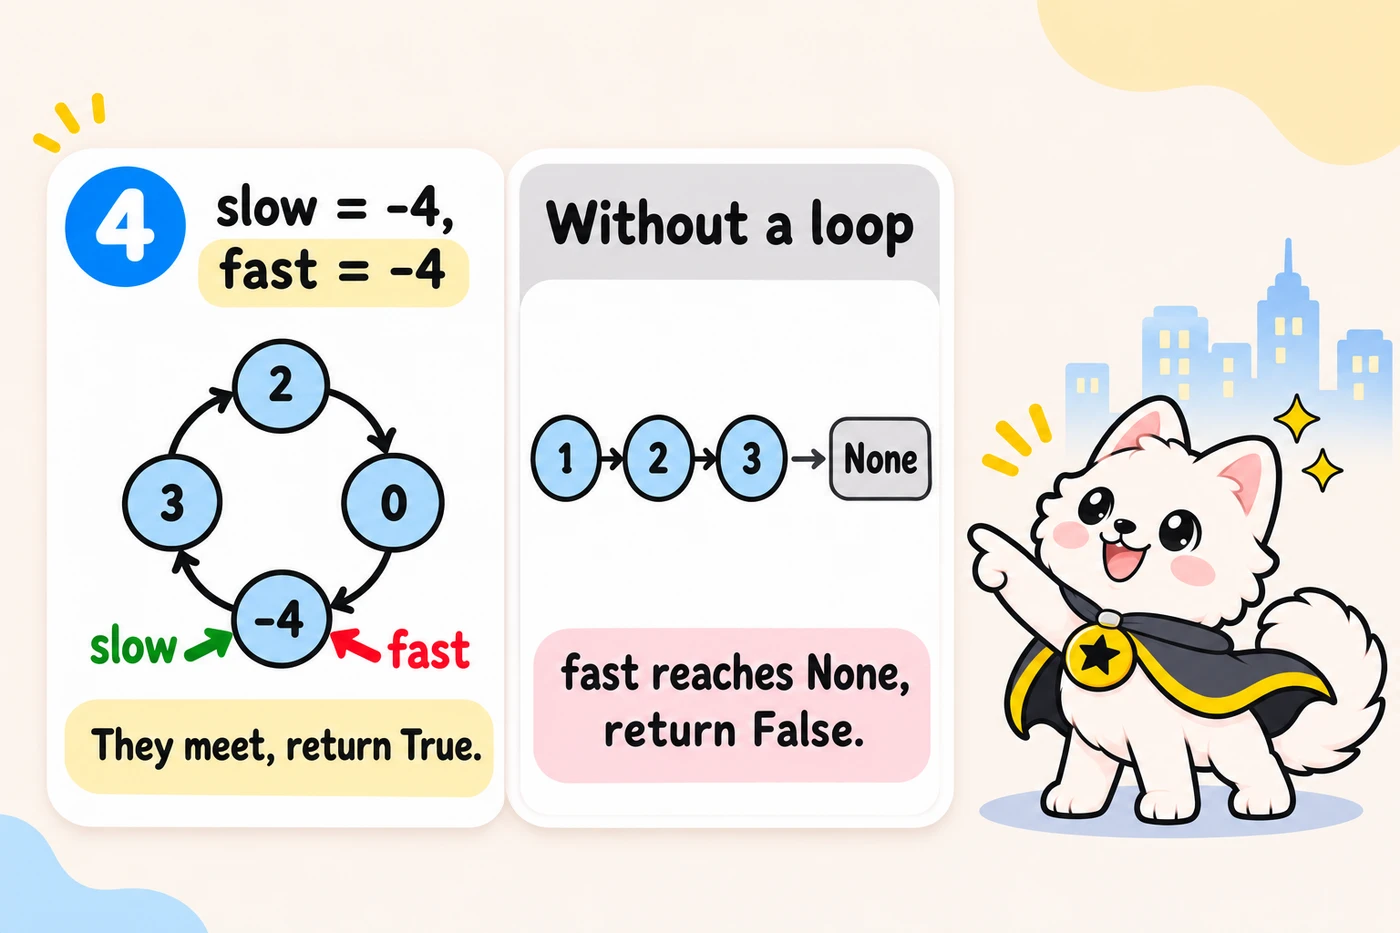 4
slow = -4,
fast = -4
2
3
0
-4
slow
fast
They meet, return True.
Without a loop
1
2
3
None
fast reaches None,
return False.